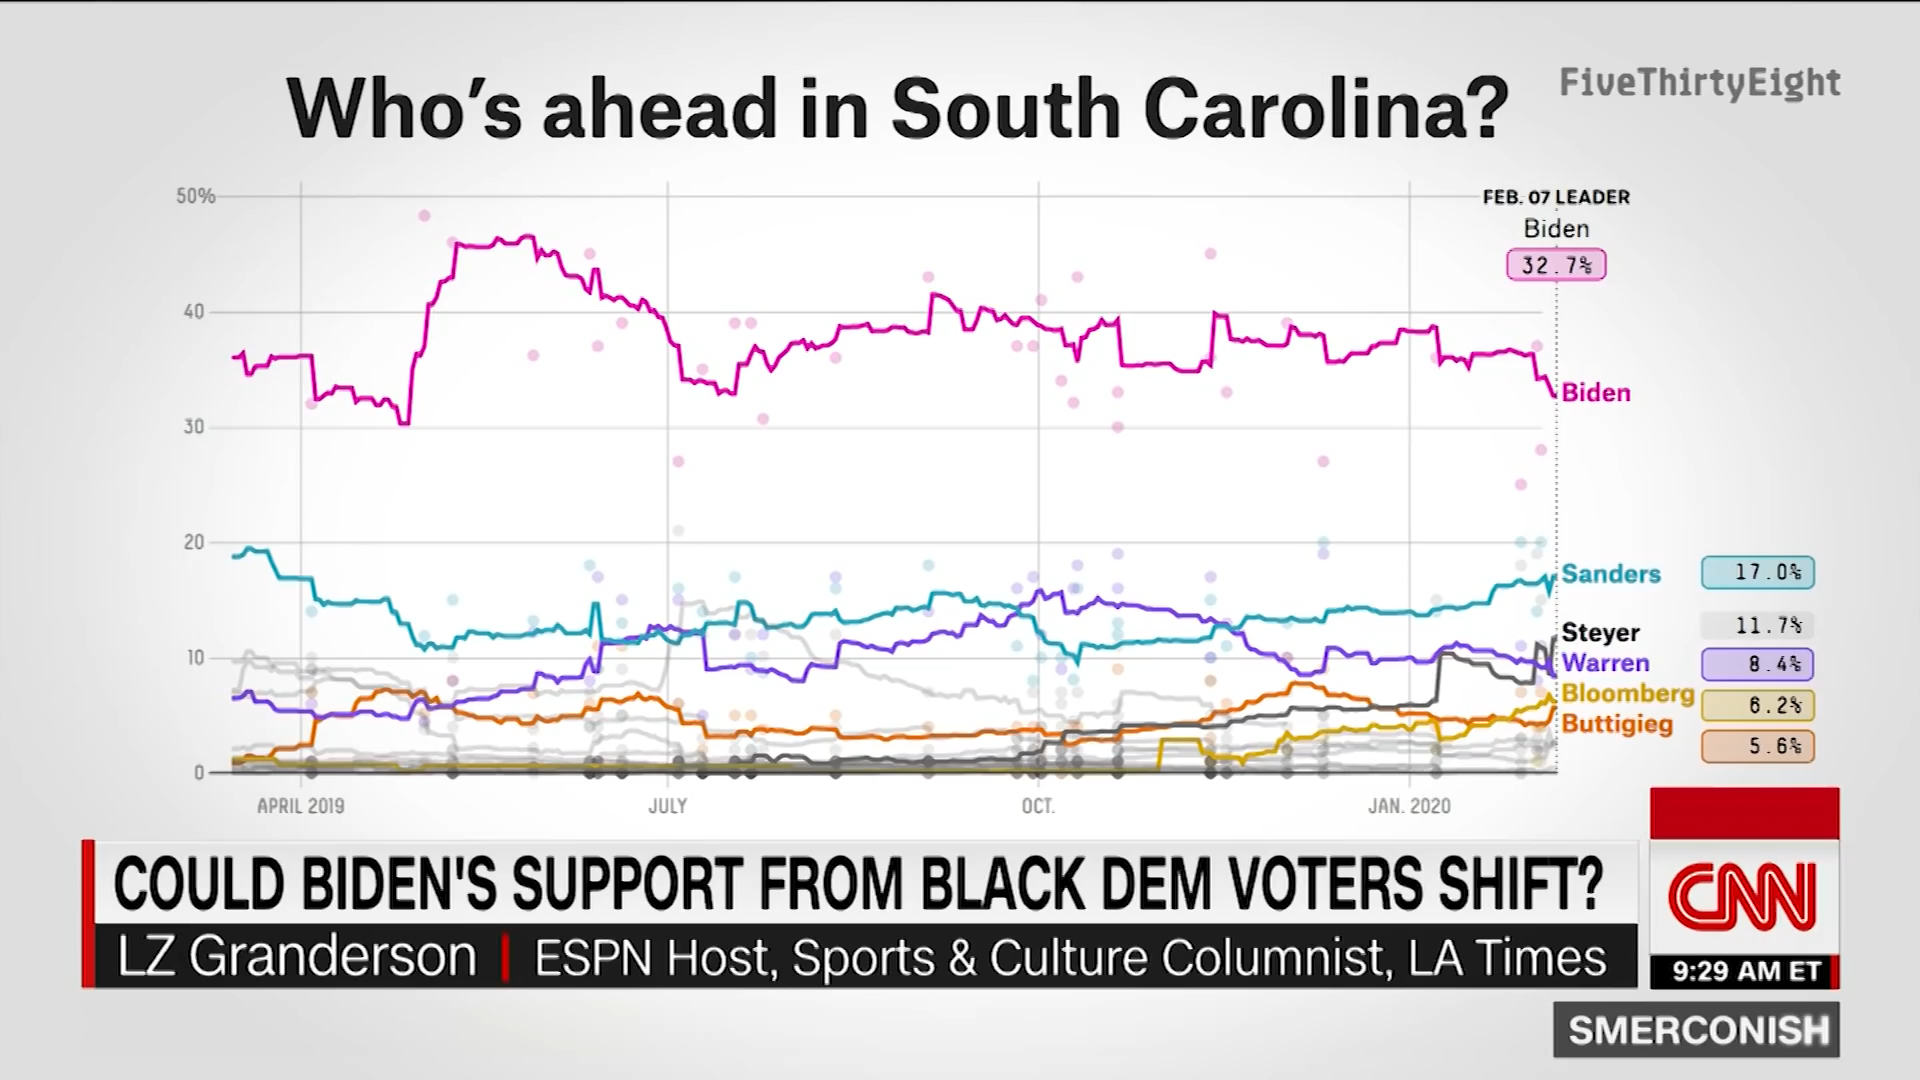 Who's ahead in South Carolina?
FiveThirtyEight
50%
40
30
20
10
0
FEB. 07 LEADER
Biden
32.7%
Biden
Sanders
17.0%
Steyer
11.7%
Warren
8.4%
Bloomberg
6.2%
Buttigieg
5.6%
APRIL 2019
JULY
OCT.
JAN. 2020
COULD BIDEN'S SUPPORT FROM BLACK DEM VOTERS SHIFT?
LZ Granderson | ESPN Host, Sports & Culture Columnist, LA Times
CNN
9:29 AM ET
SMERCONISH